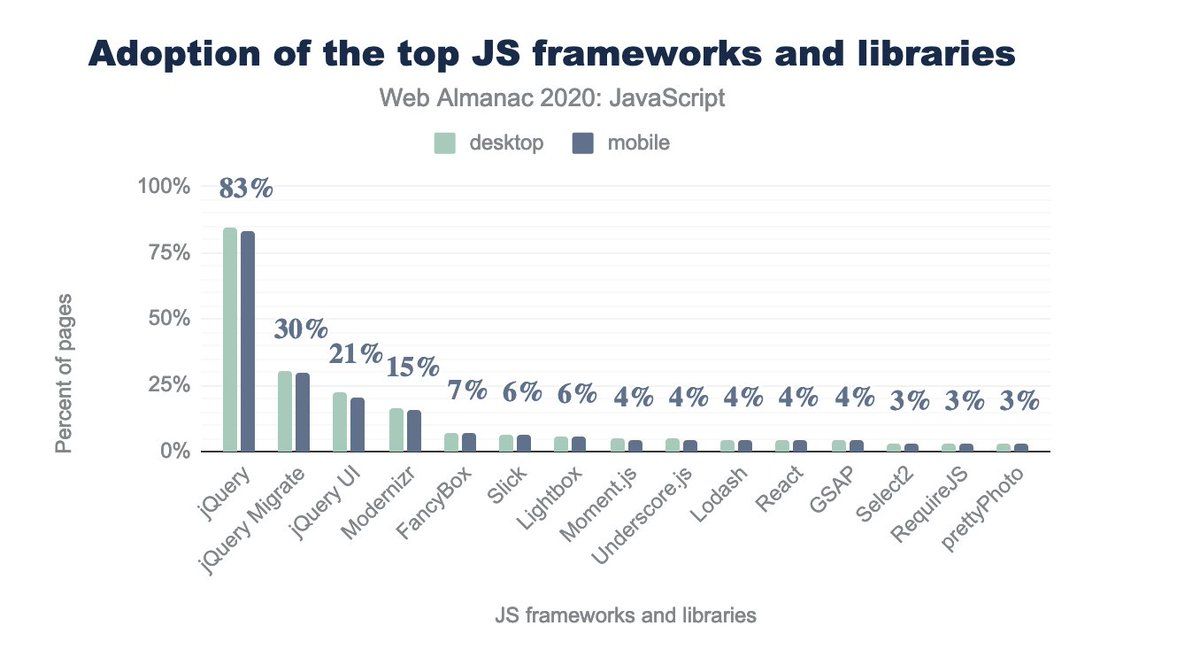 Adoption of the top JS frameworks and libraries
Web Almanac 2020: JavaScript
desktop mobile
100%
75%
50%
25%
0%
Percent of pages
83%
30%
21%
15%
7%
6%
6%
4%
4%
4%
4%
4%
3%
3%
3%
jQuery
jQuery Migrate
jQuery UI
Modernizr
FancyBox
Slick
Lightbox
Moment.js
Underscore.js
Lodash
React
GSAP
Select2
RequireJS
prettyPhoto
JS frameworks and libraries